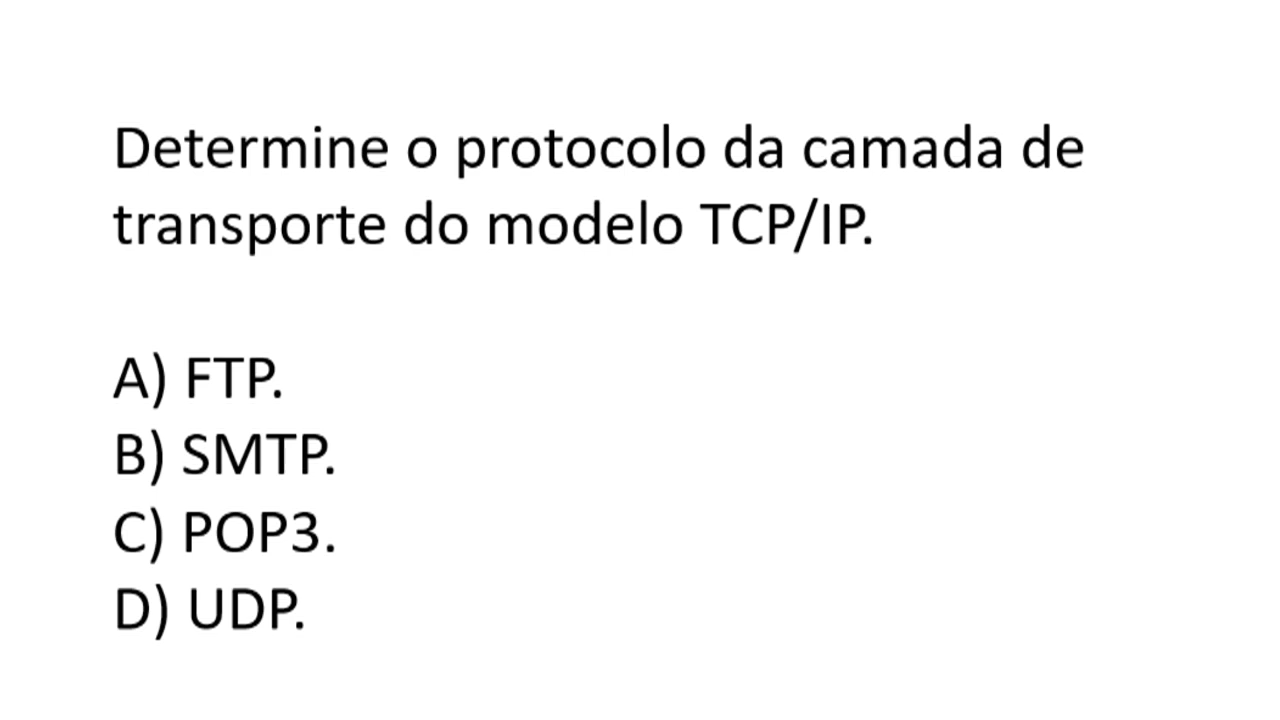 Determine o protocolo da camada de
transporte do modelo TCP/IP.
A) FTP.
B) SMTP.
C) POP3.
D) UDP.